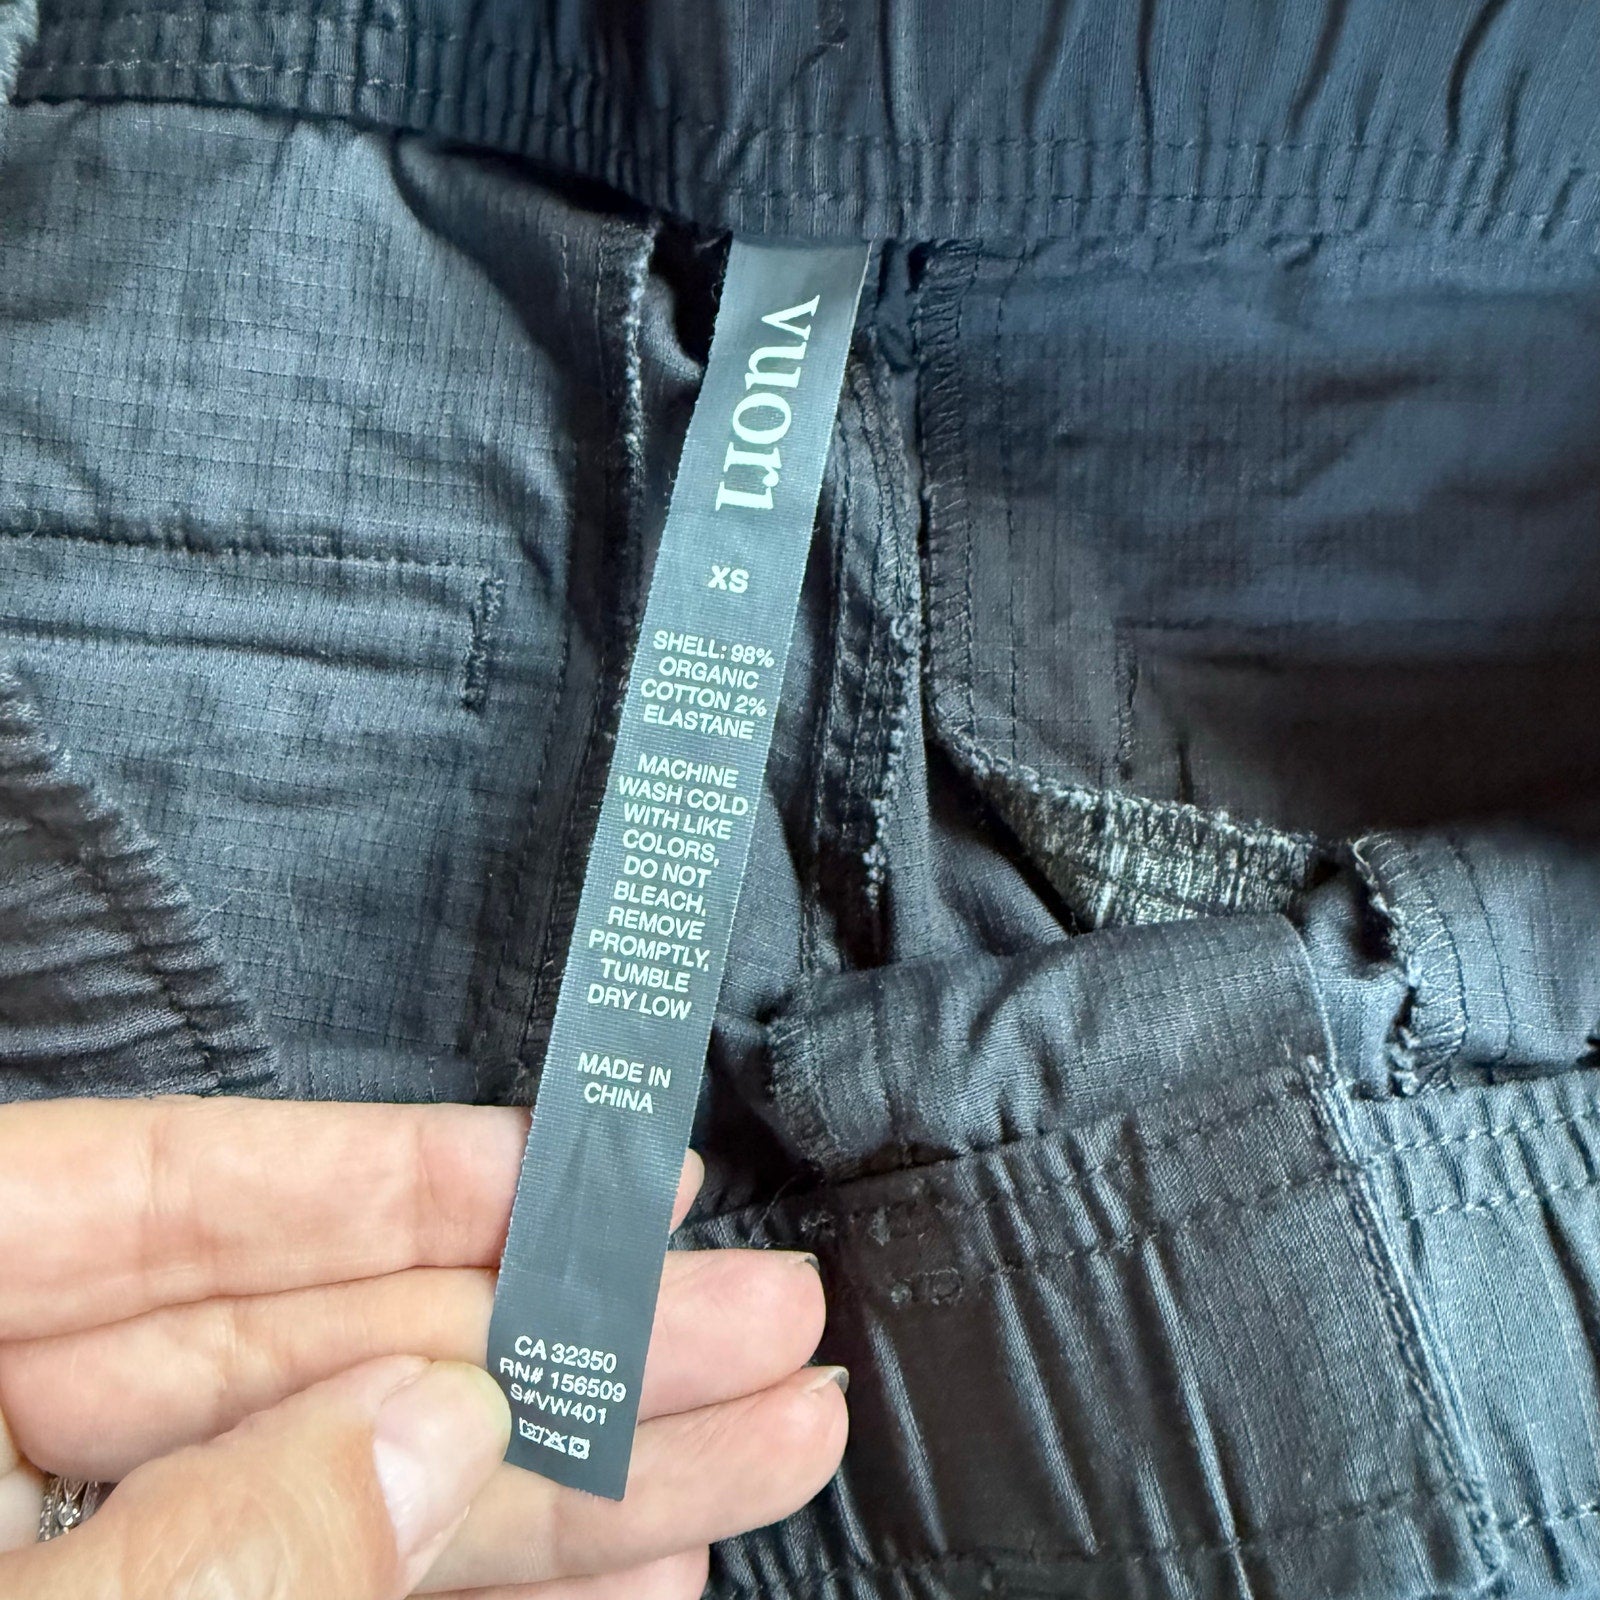 vuori
XS
SHELL: 98%
ORGANIC
COTTON 2%
ELASTANE
MACHINE
WASH COLD
WITH LIKE
COLORS,
DO NOT
BLEACH,
REMOVE
PROMPTLY,
TUMBLE
DRY LOW
MADE IN
CHINA
CA 32350
RN# 156509
S#VW401